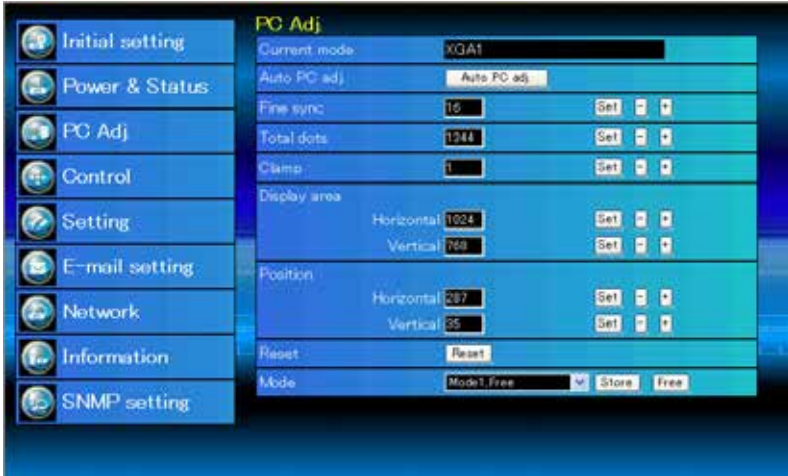 Initial setting
Power & Status
PC Adj.
Control
Setting
E-mail setting
Network
Information
SNMP setting
PC Adj.
Current mode XGA1
Auto PC adj. Auto PC adj.
Fine sync 16 Set - +
Total dots 1344 Set - +
Clamp 1 Set - +
Display area
Horizontal 1024 Set - +
Vertical 768 Set - +
Position
Horizontal 287 Set - +
Vertical 35 Set - +
Reset Reset
Mode Mode1,Free Store Free